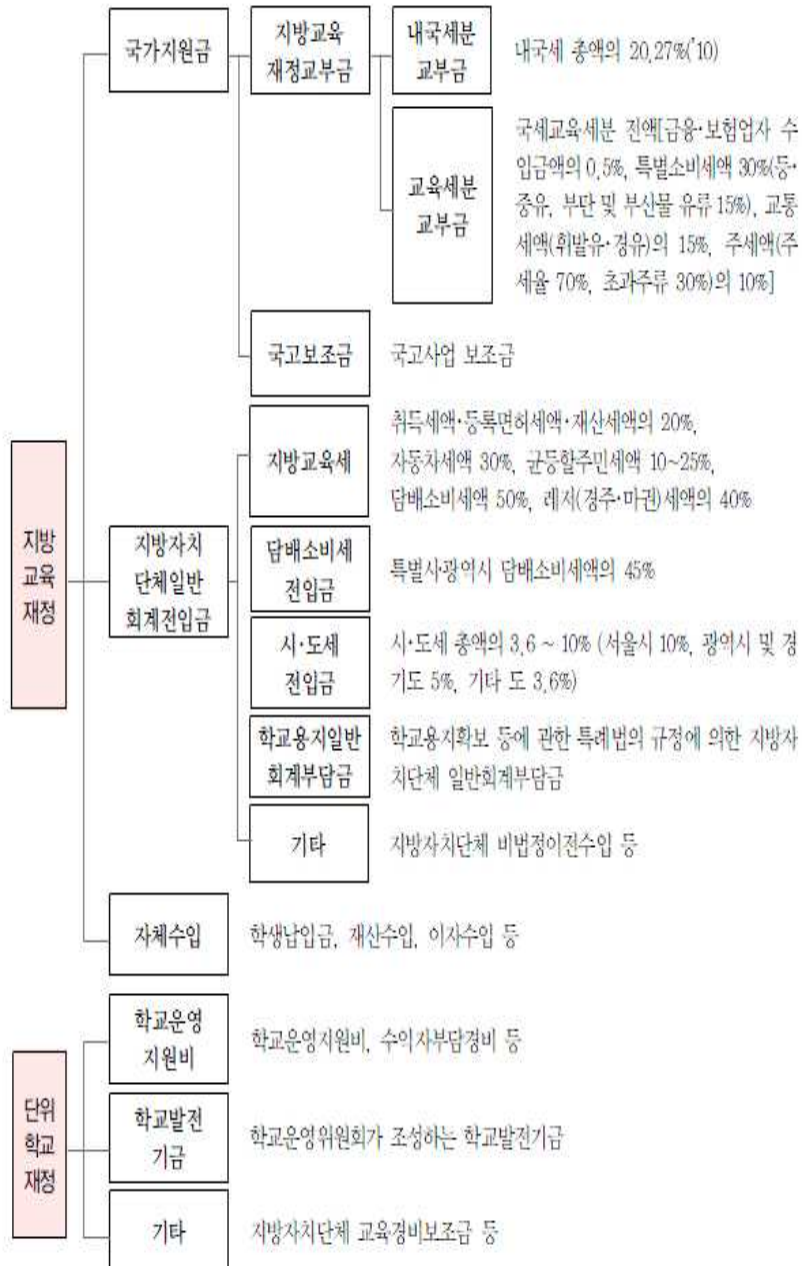 국가지원금
지방교육
재정교부금
내국세분
교부금
내국세 총액의 20.27%('10)
교육세분
교부금
국세교육세분 전액[금융·보험업자 수
입금액의 0.5%, 특별소비세액 30%(등·
중유, 부탄 및 부산물 유류 15%), 교통
세액(휘발유·경유)의 15%, 주세액(주
세율 70%, 초과주류 30%)의 10%]
국고보조금
국고사업 보조금
지방
교육
재정
지방자치
단체일반
회계전입금
지방교육세
취득세액·등록면허세액·재산세액의 20%,
자동차세액 30%, 균등할주민세액 10~25%,
담배소비세액 50%, 레저(경주·마권)세액의 40%
담배소비세
전입금
특별시·광역시 담배소비세액의 45%
시·도세
전입금
시·도세 총액의 3.6 ~ 10% (서울시 10%, 광역시 및 경
기도 5%, 기타 도 3.6%)
학교용지일반
회계부담금
학교용지확보 등에 관한 특례법의 규정에 의한 지방자
치단체 일반회계부담금
기타
지방자치단체 비법정이전수입 등
자체수입
학생납입금, 재산수입, 이자수입 등
단위
학교
재정
학교운영
지원비
학교운영지원비, 수익자부담경비 등
학교발전
기금
학교운영위원회가 조성하는 학교발전기금
기타
지방자치단체 교육경비보조금 등